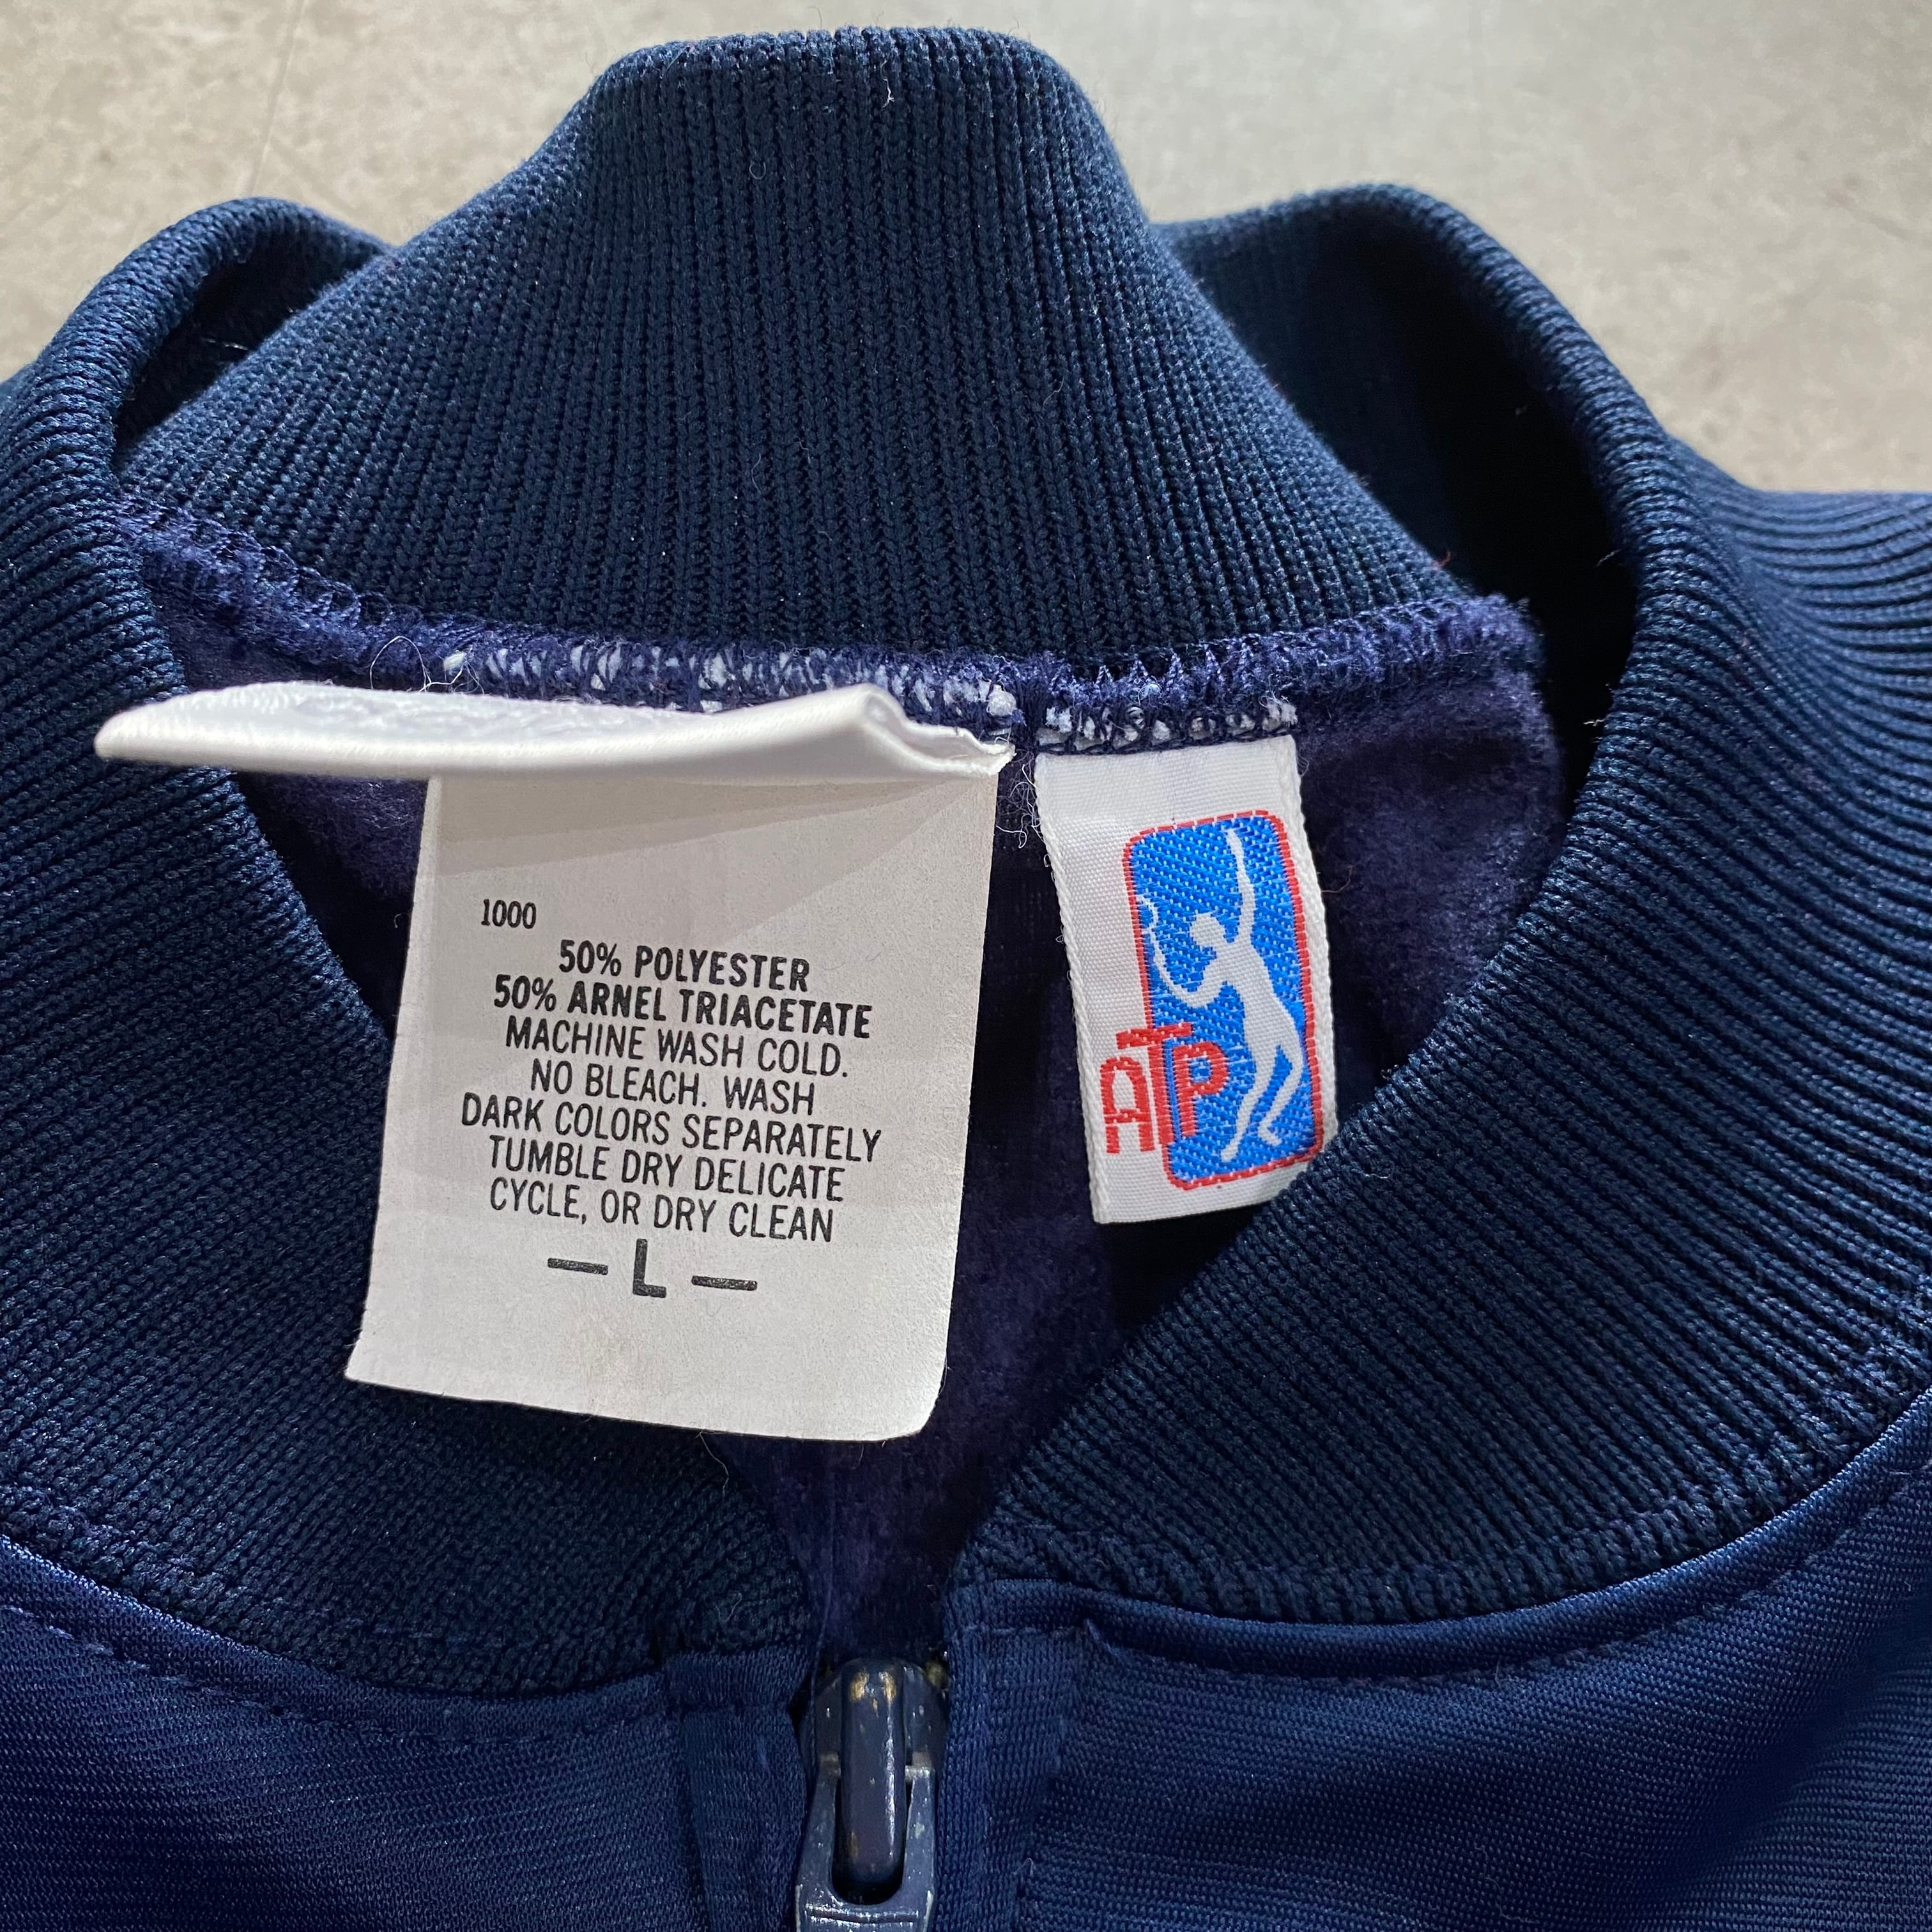 1000
50% POLYESTER
50% ARNEL TRIACETATE
MACHINE WASH COLD.
NO BLEACH. WASH
DARK COLORS SEPARATELY
TUMBLE DRY DELICATE
CYCLE, OR DRY CLEAN
— L —
ATP